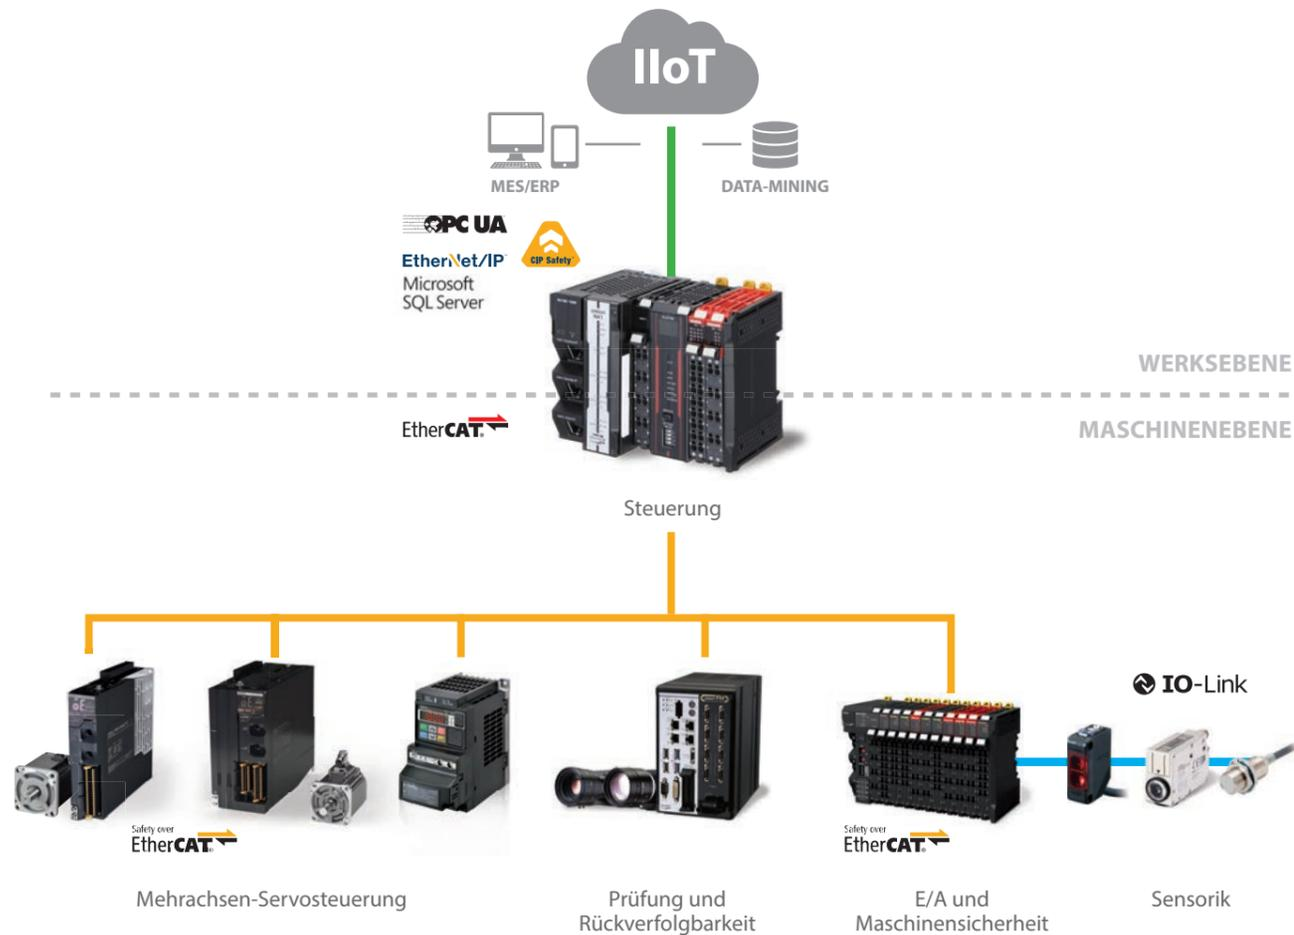 IIoT
MES/ERP
DATA-MINING
OPC UA
EtherNet/IP
CIP Safety
Microsoft
SQL Server
WERKSEBENE
EtherCAT
MASCHINENEBENE
Steuerung
IO-Link
Safety over
EtherCAT
Safety over
EtherCAT
Mehrachsen-Servosteuerung
Prüfung und
Rückverfolgbarkeit
E/A und
Maschinensicherheit
Sensorik